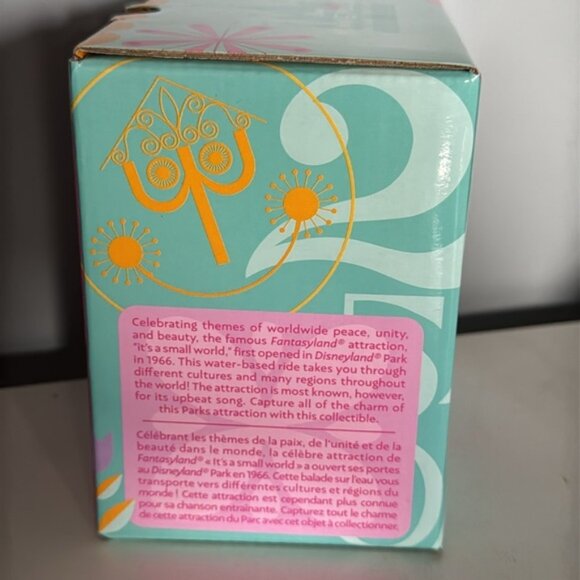 Celebrating themes of worldwide peace, unity,
and beauty, the famous Fantasyland® attraction,
"it's a small world," first opened in Disneyland® Park
in 1966. This water-based ride takes you through
different cultures and many regions throughout
the world! The attraction is most known, however,
for its upbeat song. Capture all of the charm of
this Parks attraction with this collectible.
Célébrant les thèmes de la paix, de l'unité et de la
beauté dans le monde, la célèbre attraction de
Fantasyland® « It's a small world » a ouvert ses portes
au Disneyland® Park en 1966. Cette balade sur l'eau vous
transporte vers différentes cultures et régions du
monde ! Cette attraction est cependant plus connue
pour sa chanson entraînante. Capturez tout le charme
de cette attraction du Parc avec cet objet à collectionner.